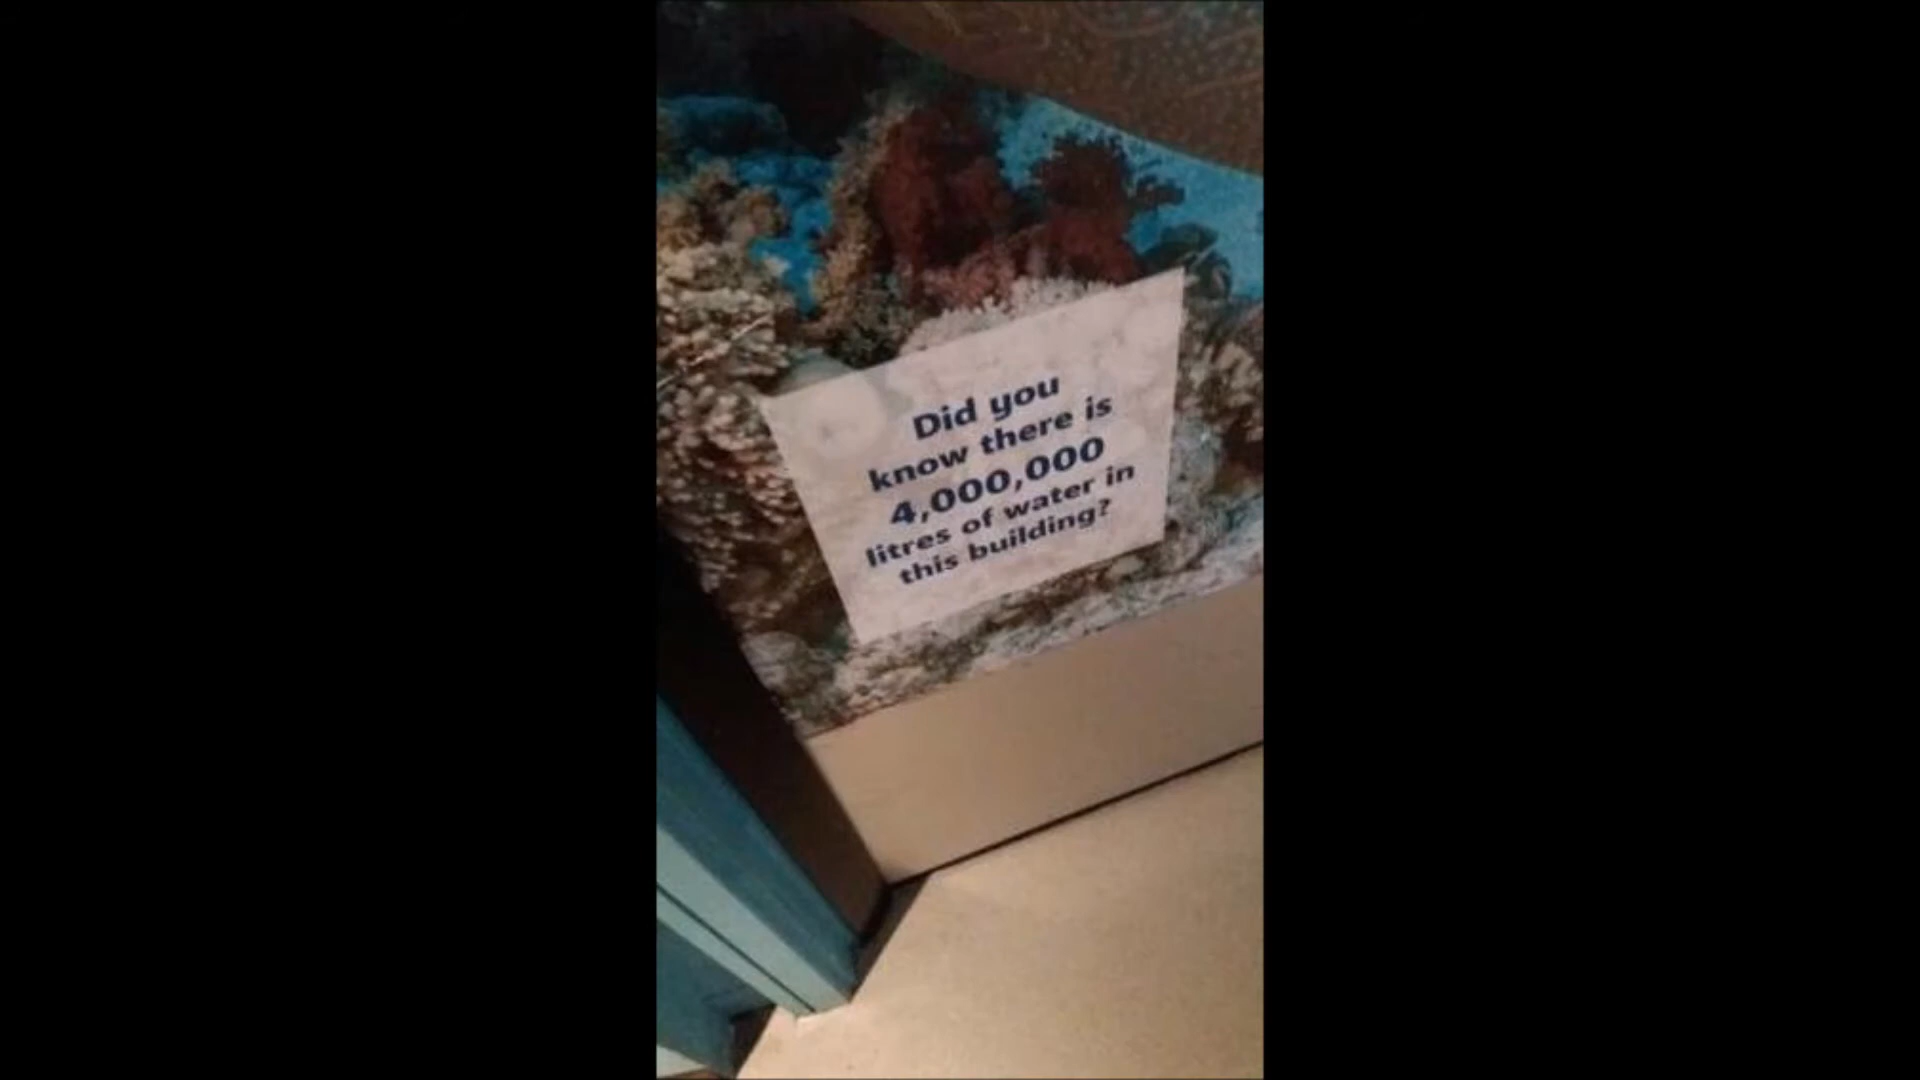 Did you
know there is
4,000,000
litres of water in
this building?